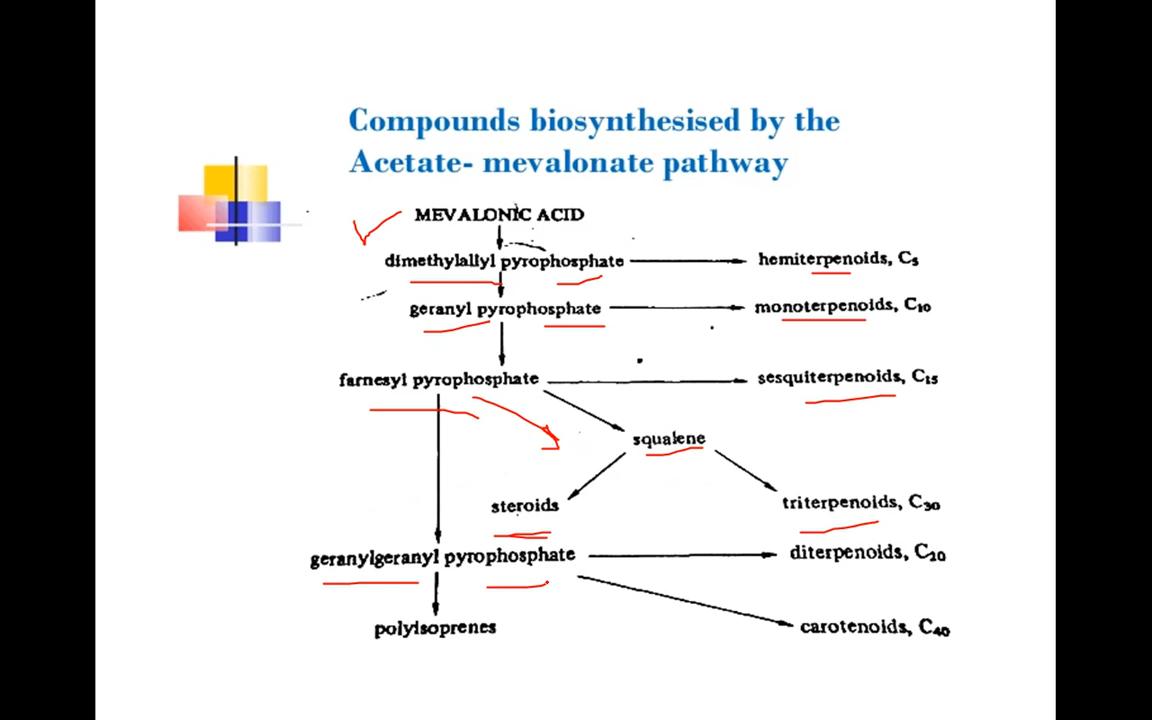 Compounds biosynthesised by the
Acetate- mevalonate pathway
MEVALONIC ACID
dimethylallyl pyrophosphate
hemiterpenoids, C₅
geranyl pyrophosphate
monoterpenoids, C₁₀
farnesyl pyrophosphate
sesquiterpenoids, C₁₅
squalene
steroids
triterpenoids, C₃₀
geranylgeranyl pyrophosphate
diterpenoids, C₂₀
polyisoprenes
carotenoids, C₄₀